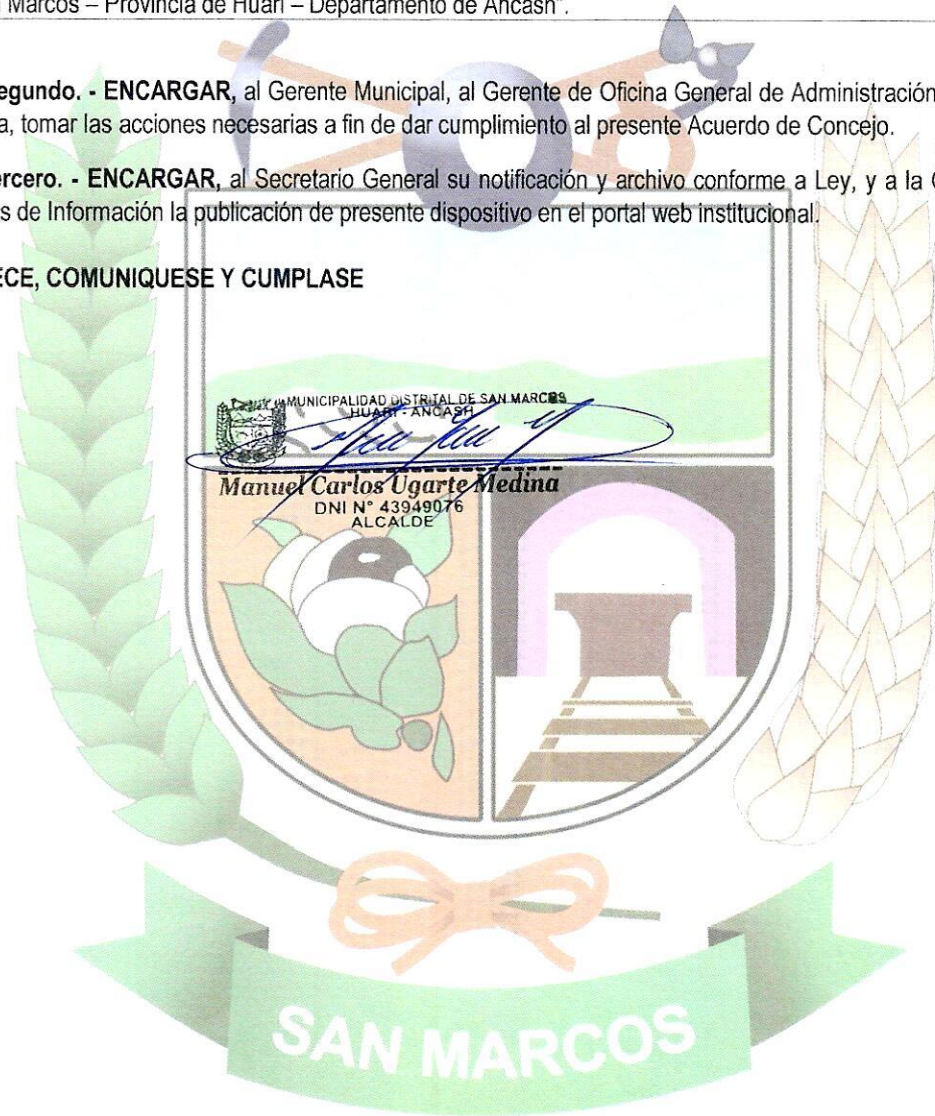 Marcos – Provincia de Huari – Departamento de Ancash".
egundo. - ENCARGAR, al Gerente Municipal, al Gerente de Oficina General de Administración
a, tomar las acciones necesarias a fin de dar cumplimiento al presente Acuerdo de Concejo.
ercero. - ENCARGAR, al Secretario General su notificación y archivo conforme a Ley, y a la
s de Información la publicación de presente dispositivo en el portal web institucional.
ECE, COMUNIQUESE Y CUMPLASE
MUNICIPALIDAD DISTRITAL DE SAN MARCOS
HUARI - ANCASH
Manuel Carlos Ugarte Medina
DNI N° 43949076
ALCALDE
SAN MARCOS